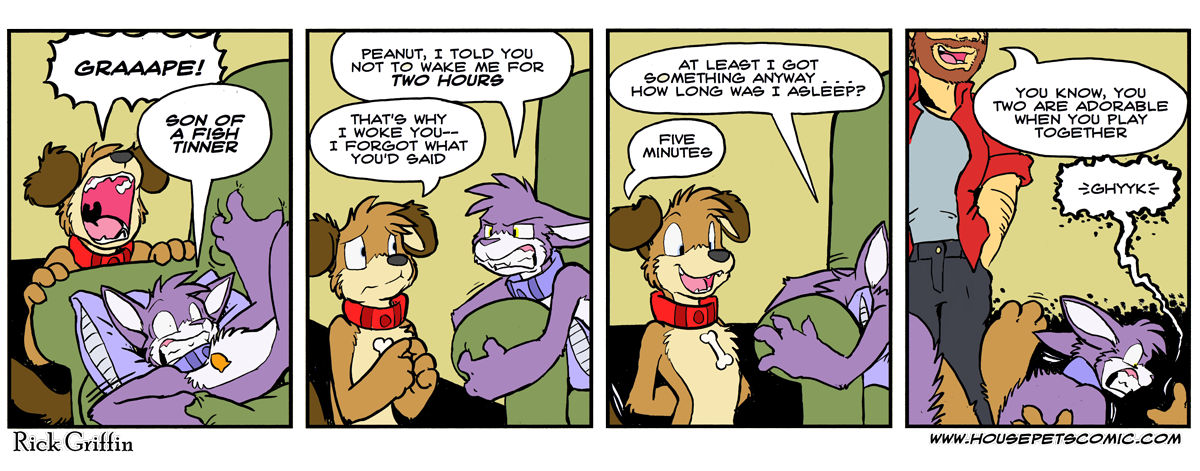 GRAAAPE!
SON OF
A FISH
TINNER
PEANUT, I TOLD YOU
NOT TO WAKE ME FOR
TWO HOURS
THAT'S WHY
I WOKE YOU--
I FORGOT WHAT
YOU'D SAID
AT LEAST I GOT
SOMETHING ANYWAY . . .
HOW LONG WAS I ASLEEP?
FIVE
MINUTES
YOU KNOW, YOU
TWO ARE ADORABLE
WHEN YOU PLAY
TOGETHER
GHYYK
Rick Griffin
WWW.HOUSEPETSCOMIC.COM